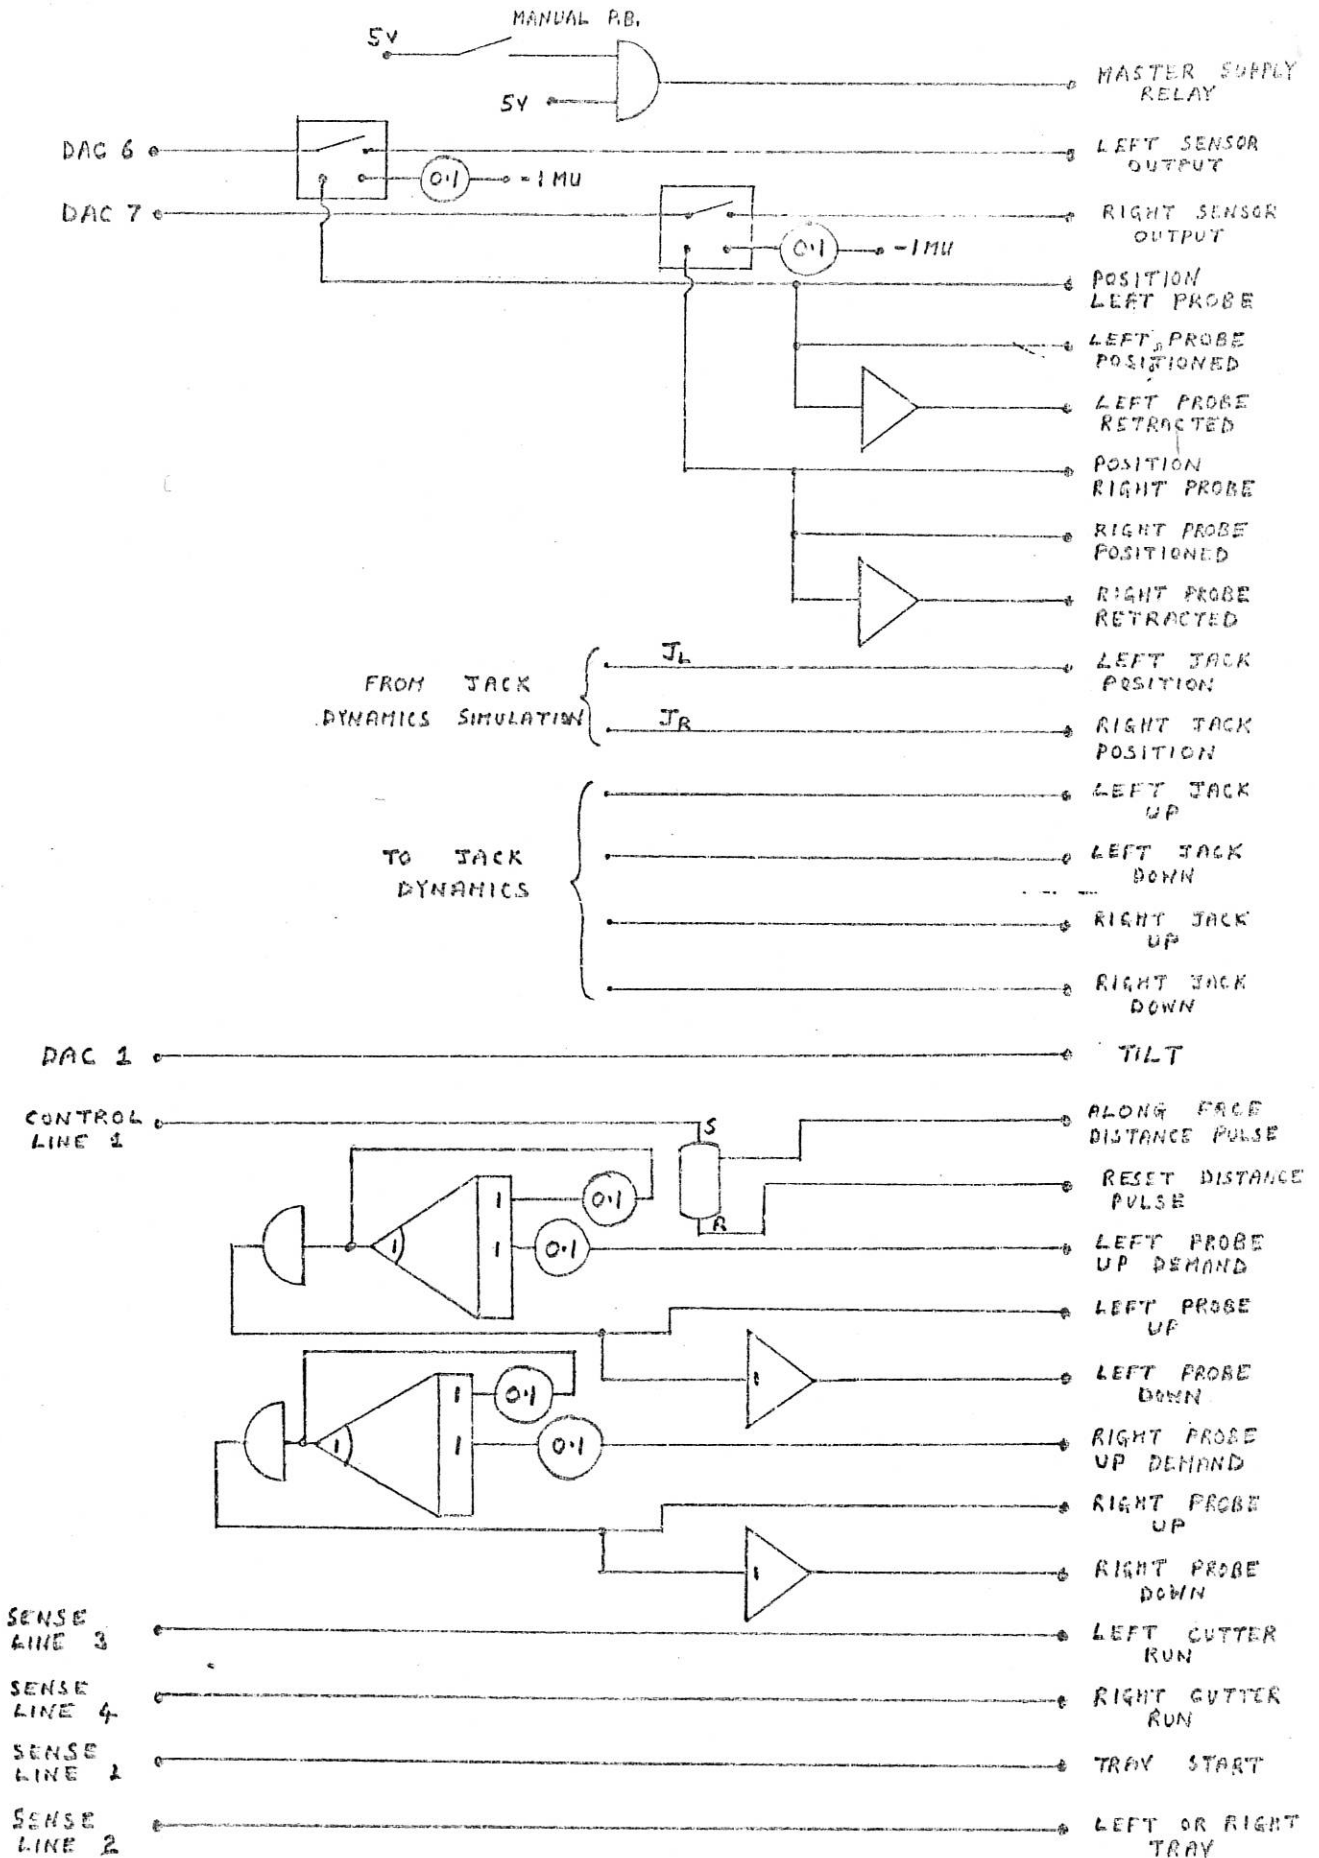 MANUAL P.B.
5V
5V
MASTER SUPPLY
RELAY
DAC 6
LEFT SENSOR
OUTPUT
0.1
-1 MU
DAC 7
RIGHT SENSOR
OUTPUT
0.1
-1 MU
POSITION
LEFT PROBE
LEFT PROBE
POSITIONED
LEFT PROBE
RETRACTED
POSITION
RIGHT PROBE
RIGHT PROBE
POSITIONED
RIGHT PROBE
RETRACTED
FROM JACK
DYNAMICS SIMULATION
JL
LEFT JACK
POSITION
JR
RIGHT JACK
POSITION
TO JACK
DYNAMICS
LEFT JACK
UP
LEFT JACK
DOWN
RIGHT JACK
UP
RIGHT JACK
DOWN
DAC 1
TILT
CONTROL
LINE 1
S
ALONG FACE
DISTANCE PULSE
R
RESET DISTANCE
PULSE
1
0.1
1
1
0.1
LEFT PROBE
UP DEMAND
LEFT PROBE
UP
1
LEFT PROBE
DOWN
1
0.1
1
1
0.1
RIGHT PROBE
UP DEMAND
RIGHT PROBE
UP
1
RIGHT PROBE
DOWN
SENSE
LINE 3
LEFT CUTTER
RUN
SENSE
LINE 4
RIGHT CUTTER
RUN
SENSE
LINE 1
TRAY START
SENSE
LINE 2
LEFT OR RIGHT
TRAY